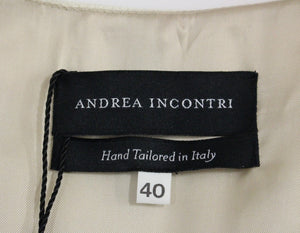 ANDREA INCONTRI
Hand Tailored in Italy
40